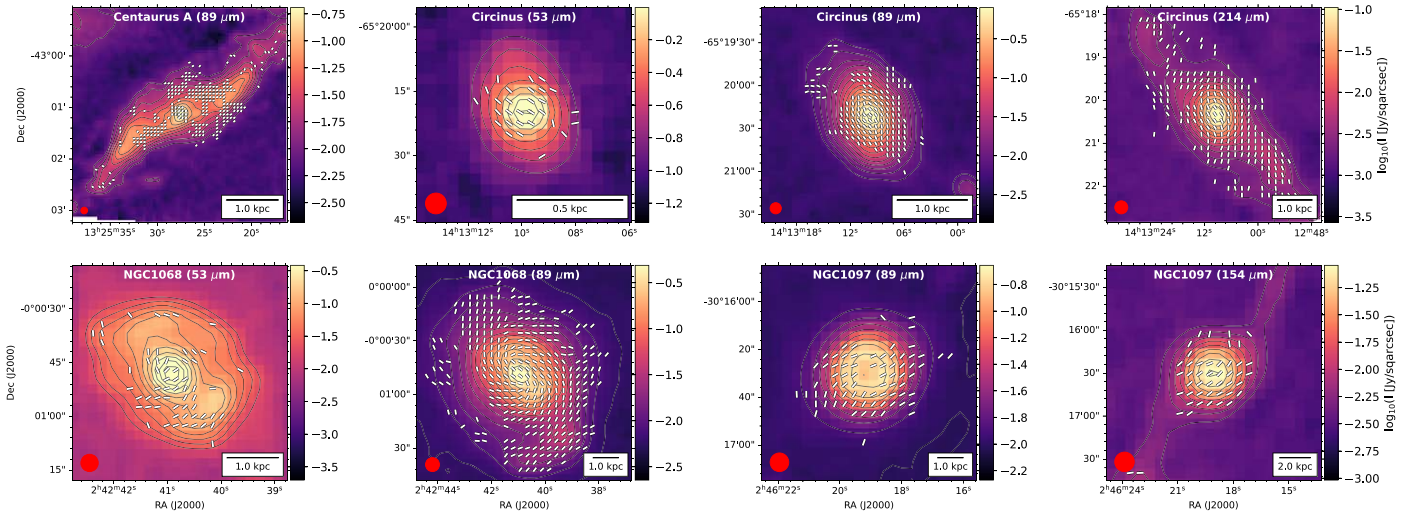 Centaurus A (89 μm)
−43°00'
01'
02'
03'
Dec (J2000)
13ʰ25ᵐ35ˢ 30ˢ 25ˢ 20ˢ
1.0 kpc
−0.75
−1.00
−1.25
−1.50
−1.75
−2.00
−2.25
−2.50
Circinus (53 μm)
-65°20'00"
15"
30"
45"
14ʰ13ᵐ12ˢ 10ˢ 08ˢ 06ˢ
0.5 kpc
−0.2
−0.4
−0.6
−0.8
−1.0
−1.2
Circinus (89 μm)
-65°19'30"
20'00"
30"
21'00"
30"
14ʰ13ᵐ18ˢ 12ˢ 06ˢ 00ˢ
1.0 kpc
−0.5
−1.0
−1.5
−2.0
−2.5
Circinus (214 μm)
-65°18'
19'
20'
21'
22'
14ʰ13ᵐ24ˢ 12ˢ 00ˢ 12ᵐ48ˢ
1.0 kpc
−1.0
−1.5
−2.0
−2.5
−3.0
−3.5
log₁₀(I [Jy/sqarcsec])
NGC1068 (53 μm)
-0°00'30"
45"
01'00"
15"
Dec (J2000)
2ʰ42ᵐ42ˢ 41ˢ 40ˢ 39ˢ
RA (J2000)
1.0 kpc
−0.5
−1.0
−1.5
−2.0
−2.5
−3.0
−3.5
NGC1068 (89 μm)
0°00'00"
-0°00'30"
01'00"
30"
2ʰ42ᵐ44ˢ 42ˢ 40ˢ 38ˢ
RA (J2000)
1.0 kpc
−0.5
−1.0
−1.5
−2.0
−2.5
NGC1097 (89 μm)
-30°16'00"
20"
40"
17'00"
2ʰ46ᵐ22ˢ 20ˢ 18ˢ 16ˢ
RA (J2000)
1.0 kpc
−0.8
−1.0
−1.2
−1.4
−1.6
−1.8
−2.0
−2.2
NGC1097 (154 μm)
-30°15'30"
16'00"
30"
17'00"
30"
2ʰ46ᵐ24ˢ 21ˢ 18ˢ 15ˢ
RA (J2000)
2.0 kpc
−1.25
−1.50
−1.75
−2.00
−2.25
−2.50
−2.75
−3.00
log₁₀(I [Jy/sqarcsec])